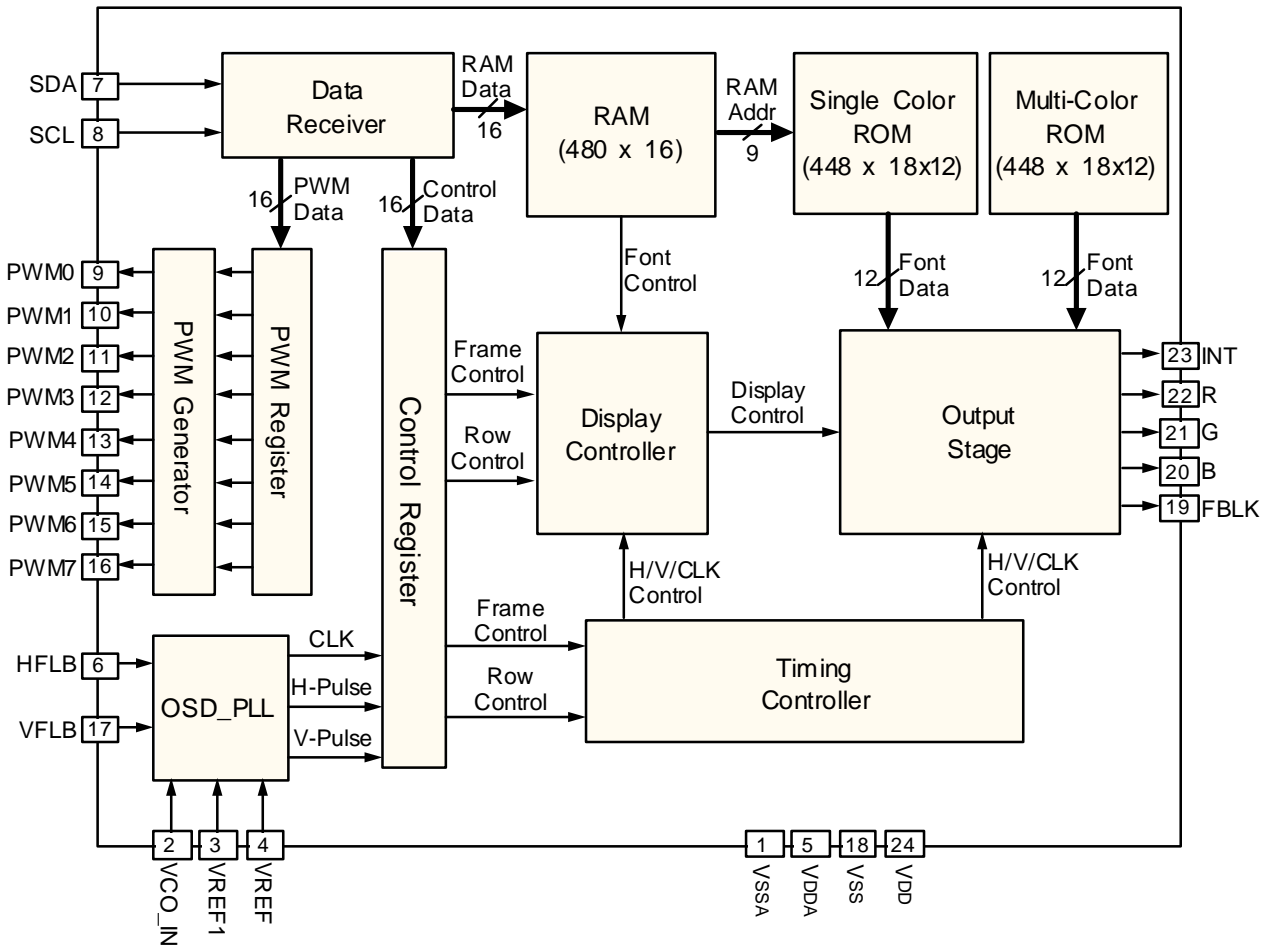 SDA 7
SCL 8
Data
Receiver
RAM
Data
16
RAM
(480 x 16)
RAM
Addr
9
Single Color
ROM
(448 x 18x12)
Multi-Color
ROM
(448 x 18x12)
16
PWM
Data
16
Control
Data
Font
Control
12
Font
Data
12
Font
Data
PWM0 9
PWM1 10
PWM2 11
PWM3 12
PWM4 13
PWM5 14
PWM6 15
PWM7 16
PWM Generator
PWM Register
Control Register
Frame
Control
Row
Control
Display
Controller
Display
Control
Output
Stage
23 INT
22 R
21 G
20 B
19 FBLK
H/V/CLK
Control
H/V/CLK
Control
HFLB 6
VFLB 17
OSD_PLL
CLK
H-Pulse
V-Pulse
Frame
Control
Row
Control
Timing
Controller
2
3
4
1
5
18
24
VCO_IN
VREF1
VREF
VSSA
VDDA
VSS
VDD